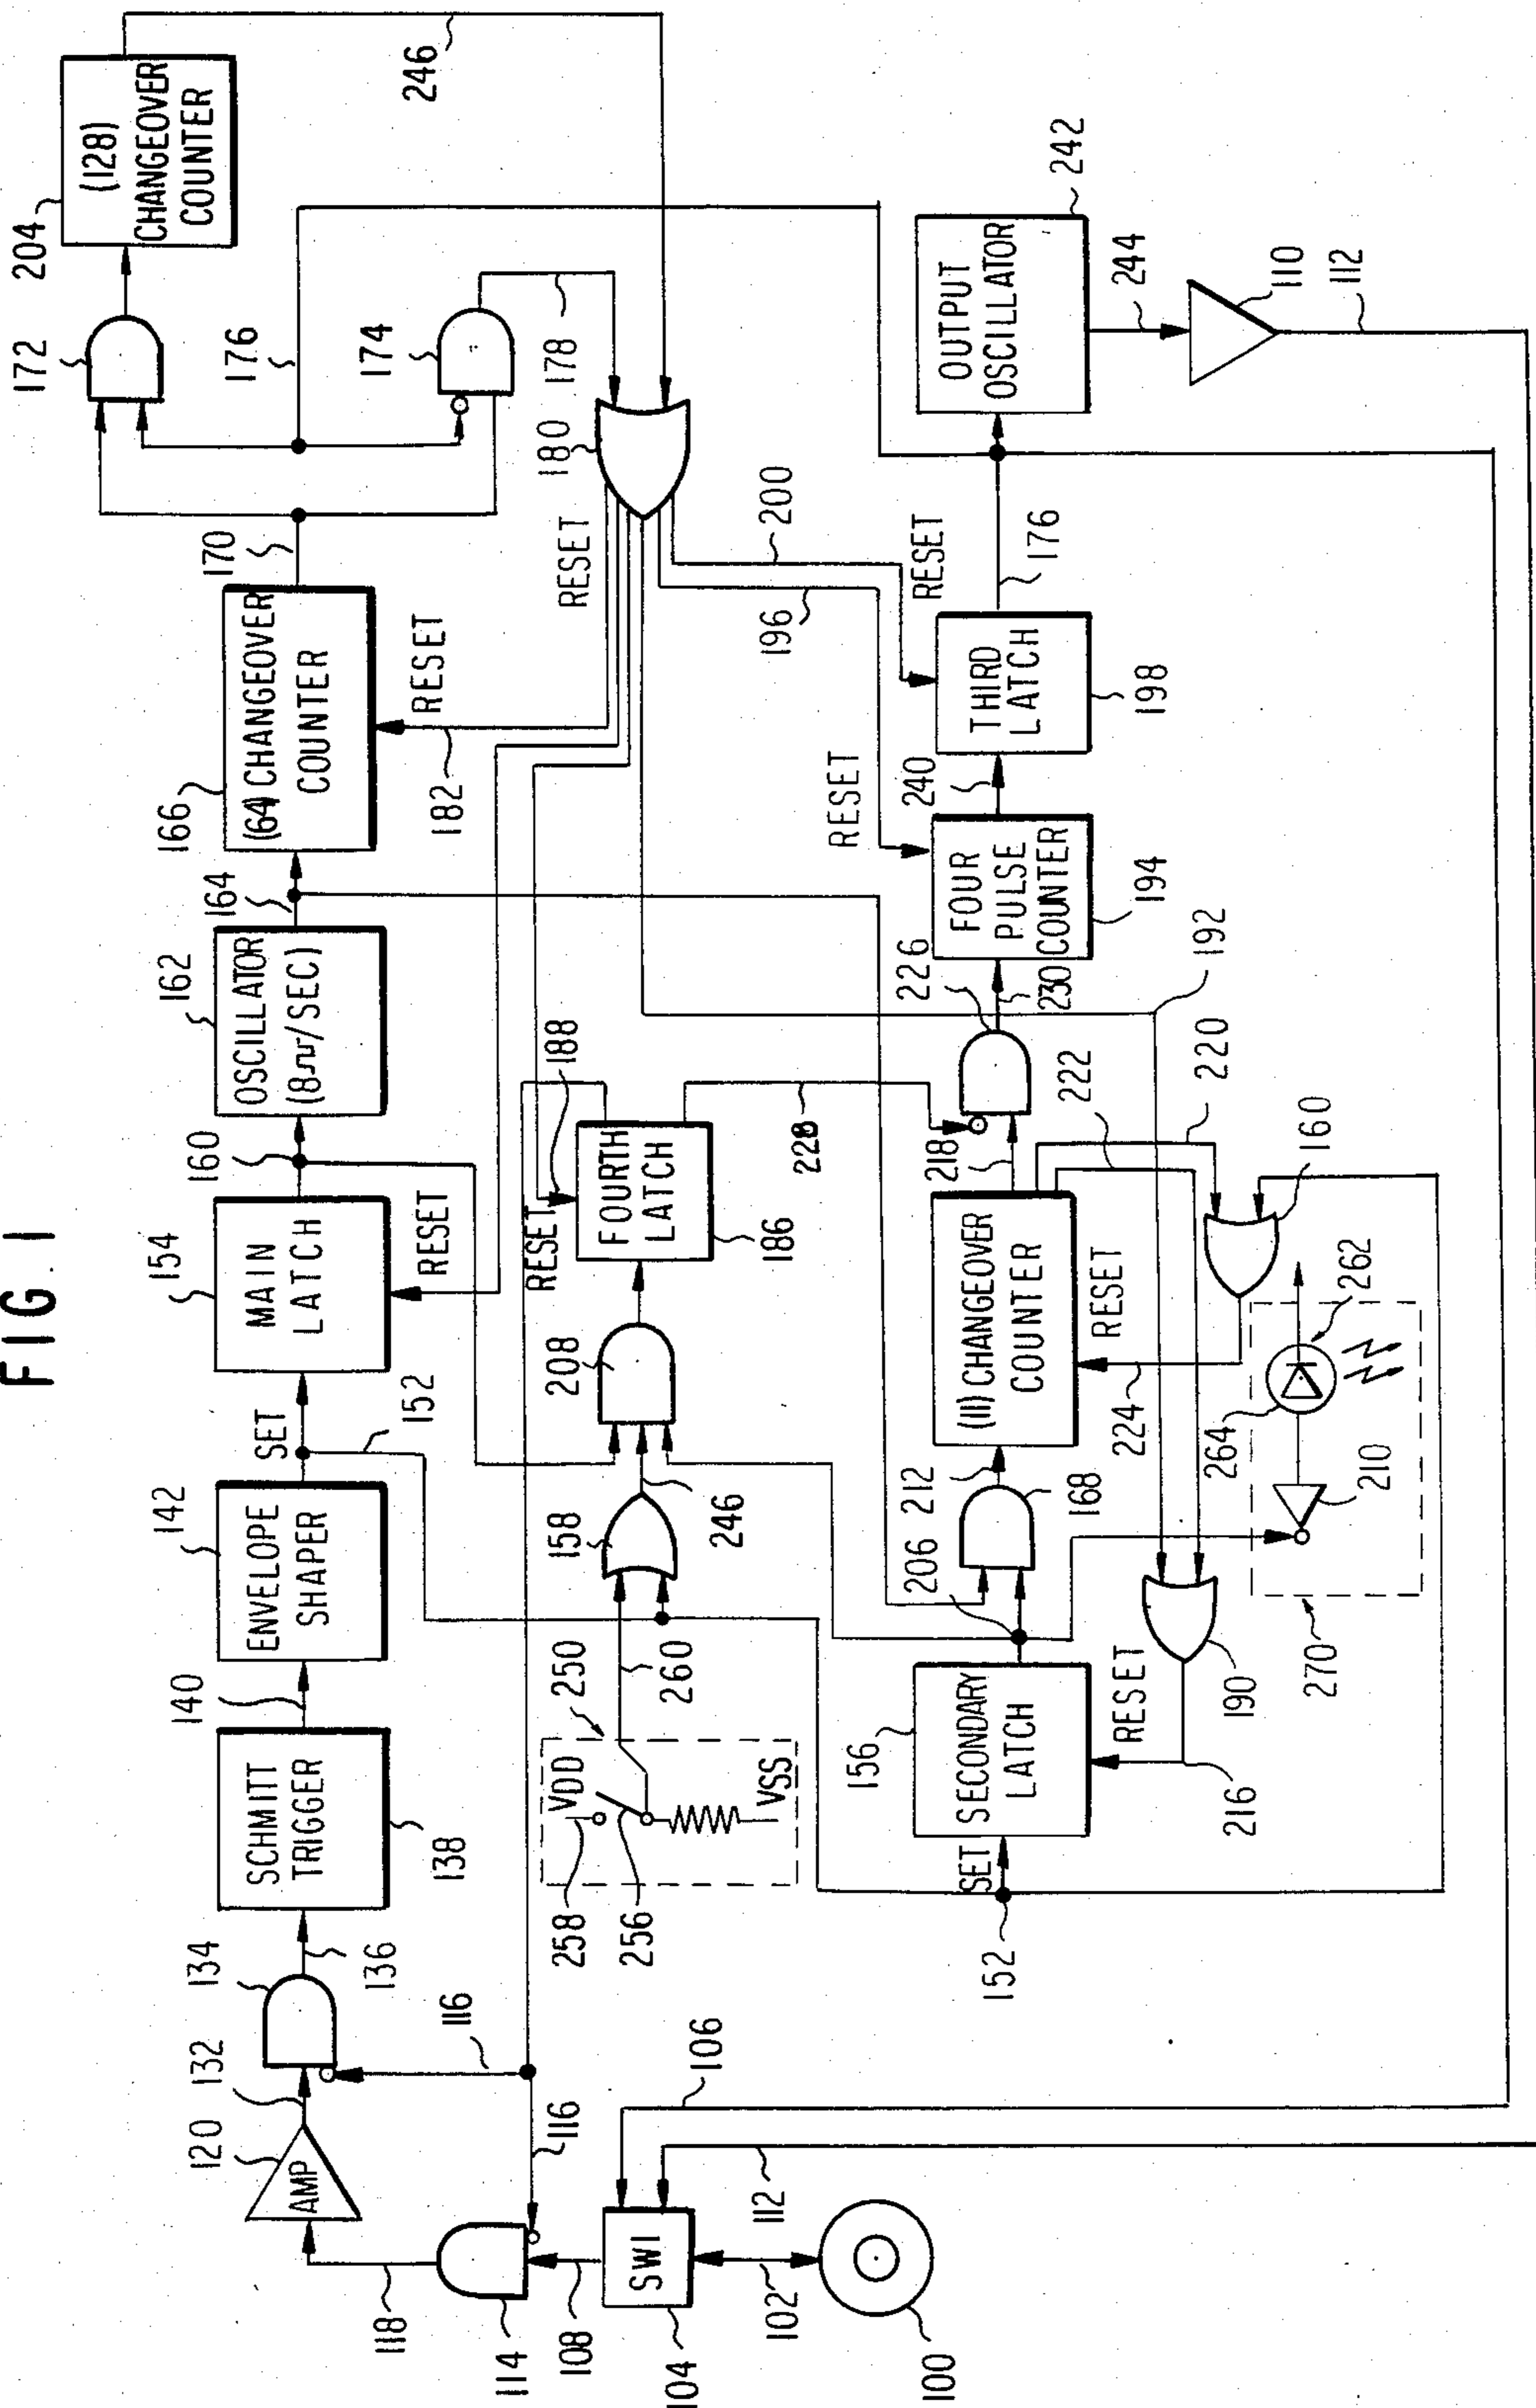 FIG. 1
100
102
SW1
104
106
108
112
114
116
116
118
AMP
120
132
134
136
SCHMITT
TRIGGER
138
140
ENVELOPE
SHAPER
142
SET
152
MAIN
LATCH
154
RESET
160
OSCILLATOR
(8 /SEC)
162
164
(64) CHANGEOVER
COUNTER
166
RESET
182
170
172
174
176
178
(128)
CHANGEOVER
COUNTER
204
246
180
RESET
200
196
VDD
VSS
250
256
258
260
158
246
208
FOURTH
LATCH
186
RESET
188
228
152
SET
SECONDARY
LATCH
156
RESET
216
190
206
168
212
(11) CHANGEOVER
COUNTER
RESET
224
218
222
220
160
192
226
230
FOUR
PULSE
COUNTER
194
RESET
240
THIRD
LATCH
198
RESET
176
OUTPUT
OSCILLATOR
242
244
110
112
210
262
264
270